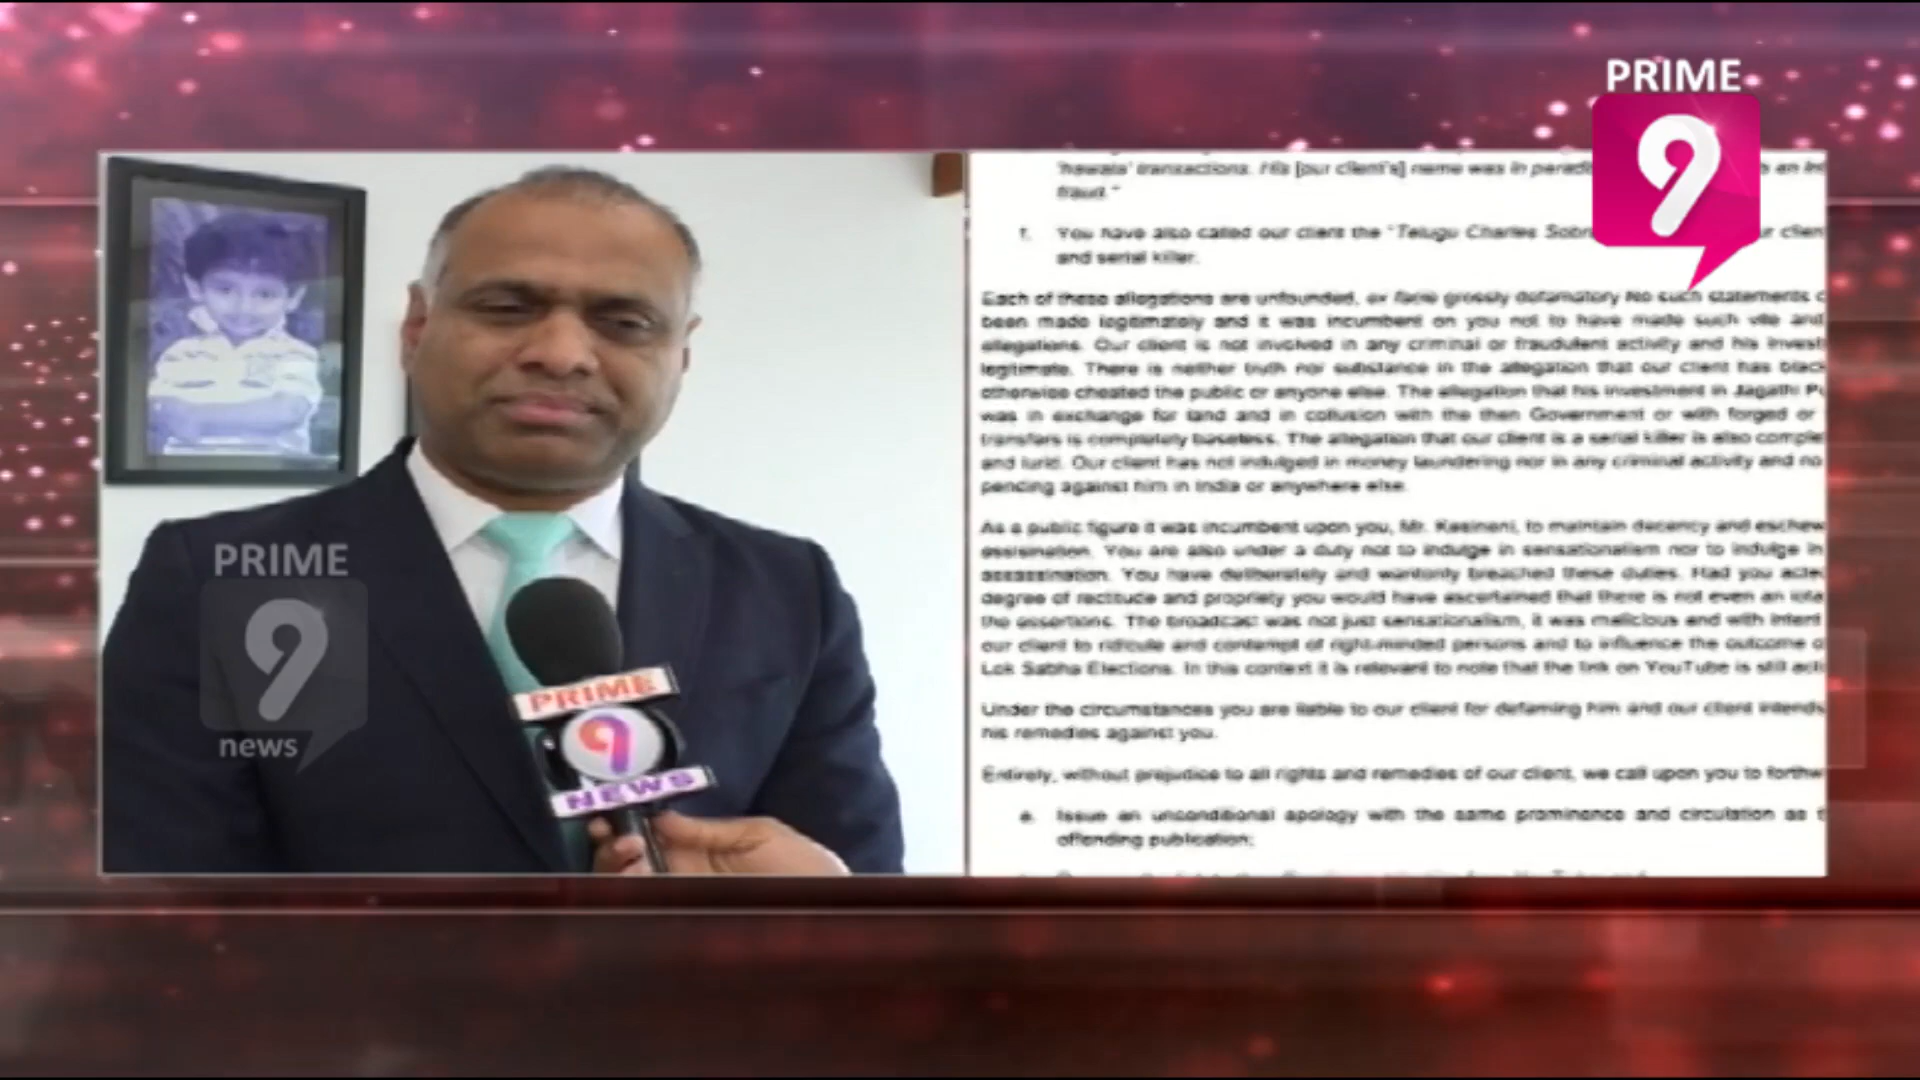 PRIME
9
'hawala' transactions. His [our client's] name was in
fraud."
f. You have also called our client the "Telugu Charles
and serial killer.
Each of these allegations are unfounded, ex facie grossly defamatory No such statements
been made legitimately and it was incumbent on you not to have made such vile and
allegations. Our client is not involved in any criminal or fraudulent activity and his
legitimate. There is neither truth nor substance in the allegation that our client has
otherwise cheated the public or anyone else. The allegation that his investment in Jagathi
was in exchange for land and in collusion with the then Government or with forged or
transfers is completely baseless. The allegation that our client is a serial killer is also
and lurid. Our client has not indulged in money laundering nor in any criminal activity and no
pending against him in India or anywhere else.
As a public figure it was incumbent upon you, Mr. Kesineni, to maintain decency and
assisination. You are also under a duty not to indulge in sensationalism nor to indulge in
assassination. You have deliberately and wantonly breached these duties. Had you
degree of rectitude and propriety you would have ascertained that there is not even an
the assertions. The broadcast was not just sensationalism, it was malicious and with intent
our client to ridicule and contempt of right-minded persons and to influence the outcome
Lok Sabha Elections. In this context it is relevant to note that the link on YouTube is still
Under the circumstances you are liable to our client for defaming him and our client intends
his remedies against you.
Entirely, without prejudice to all rights and remedies of our client, we call upon you to
a. Issue an unconditional apology with the same prominence and circulation as
offending publication;
PRIME
9
news
PRIME
9
NEWS